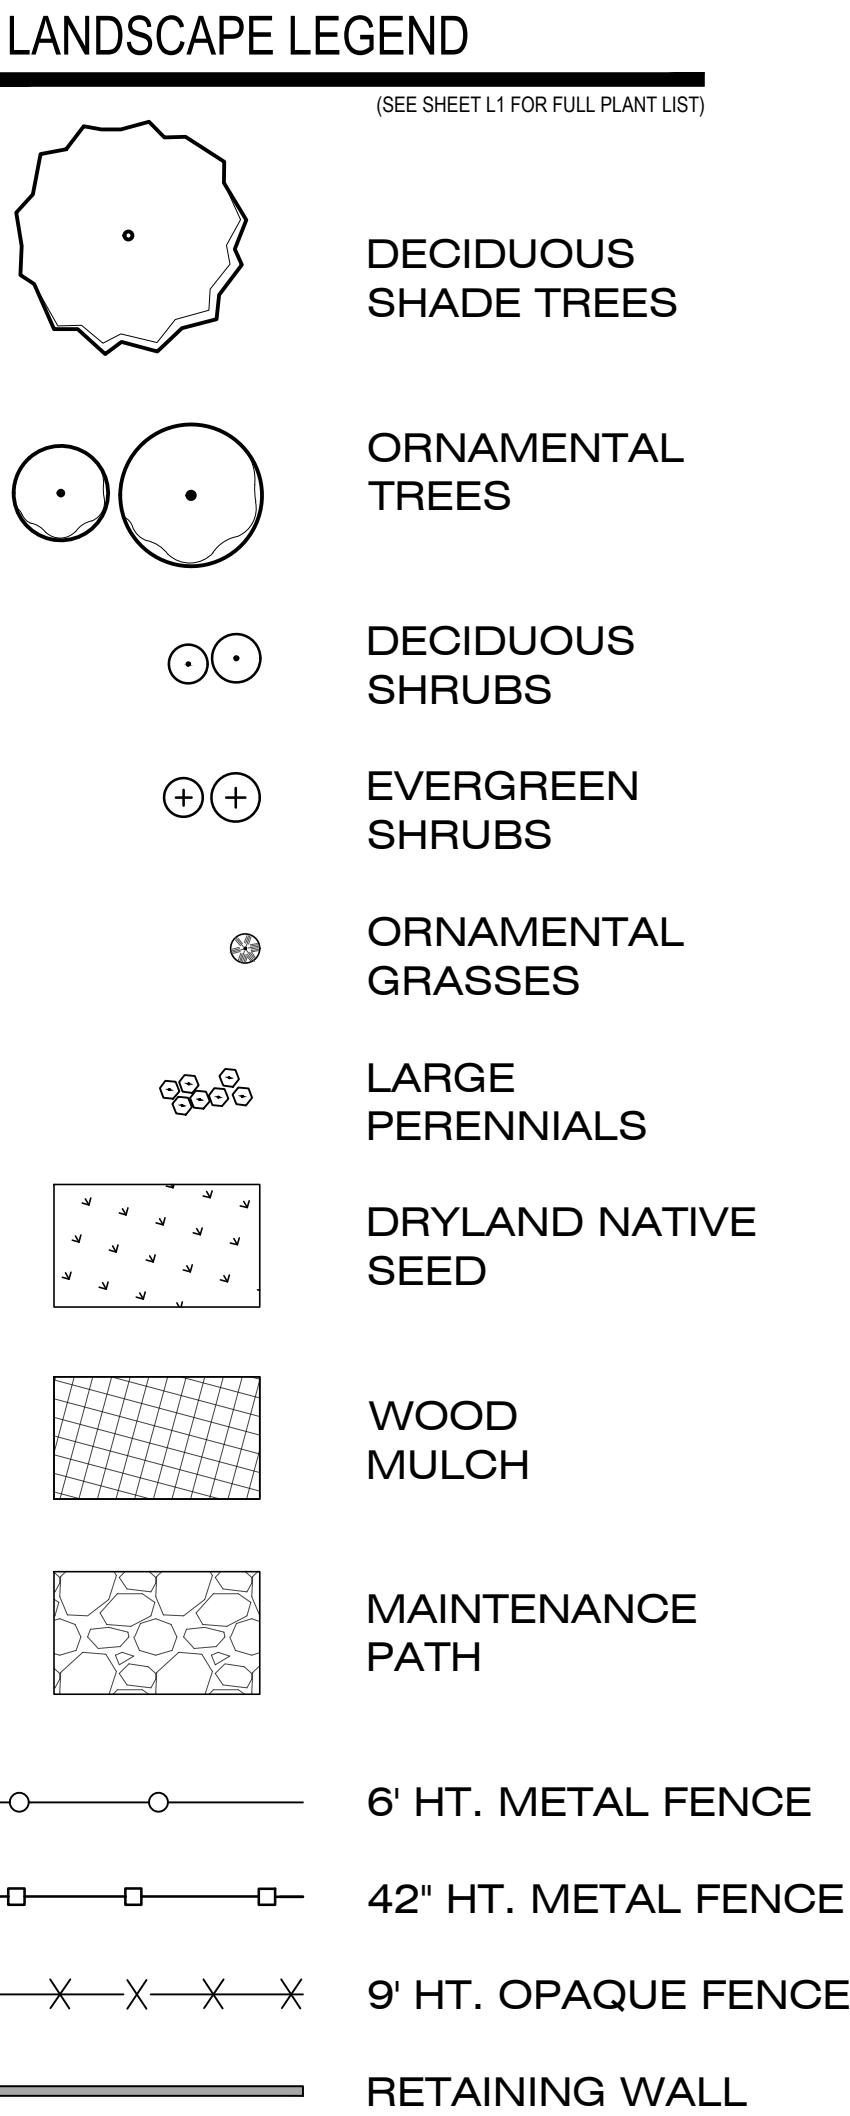 LANDSCAPE LEGEND
(SEE SHEET L1 FOR FULL PLANT LIST)
DECIDUOUS
SHADE TREES
ORNAMENTAL
TREES
DECIDUOUS
SHRUBS
EVERGREEN
SHRUBS
ORNAMENTAL
GRASSES
LARGE
PERENNIALS
DRYLAND NATIVE
SEED
WOOD
MULCH
MAINTENANCE
PATH
6' HT. METAL FENCE
42" HT. METAL FENCE
9' HT. OPAQUE FENCE
RETAINING WALL